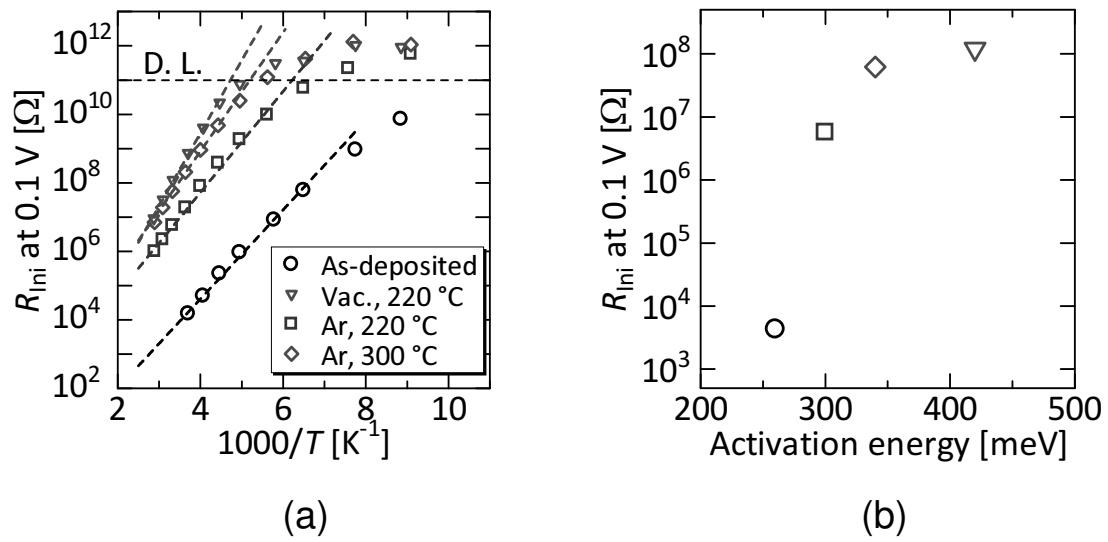 R_Ini at 0.1 V [Ω]
10^12
10^10
10^8
10^6
10^4
10^2
D. L.
As-deposited
Vac., 220 °C
Ar, 220 °C
Ar, 300 °C
2 4 6 8 10
1000/T [K^-1]
(a)
R_Ini at 0.1 V [Ω]
10^8
10^7
10^6
10^5
10^4
10^3
200 300 400 500
Activation energy [meV]
(b)